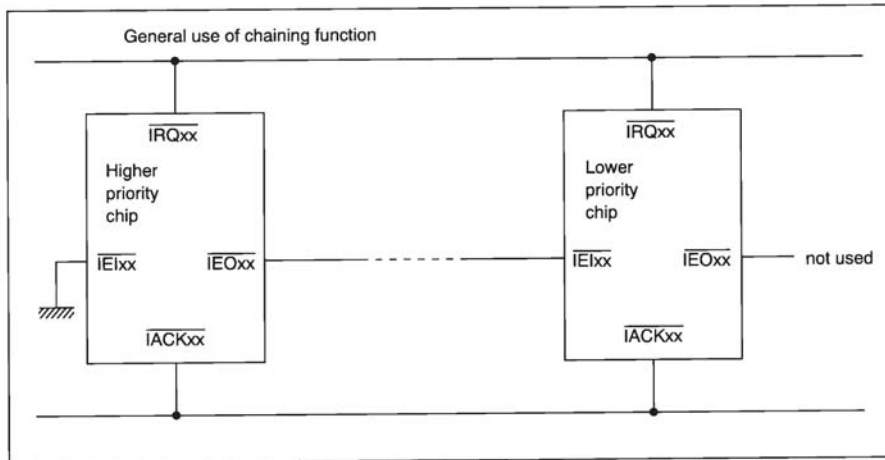 General use of chaining function
IRQxx
Higher
priority
chip
IEIxx
IEOxx
IACKxx
IRQxx
Lower
priority
chip
IEIxx
IEOxx
not used
IACKxx